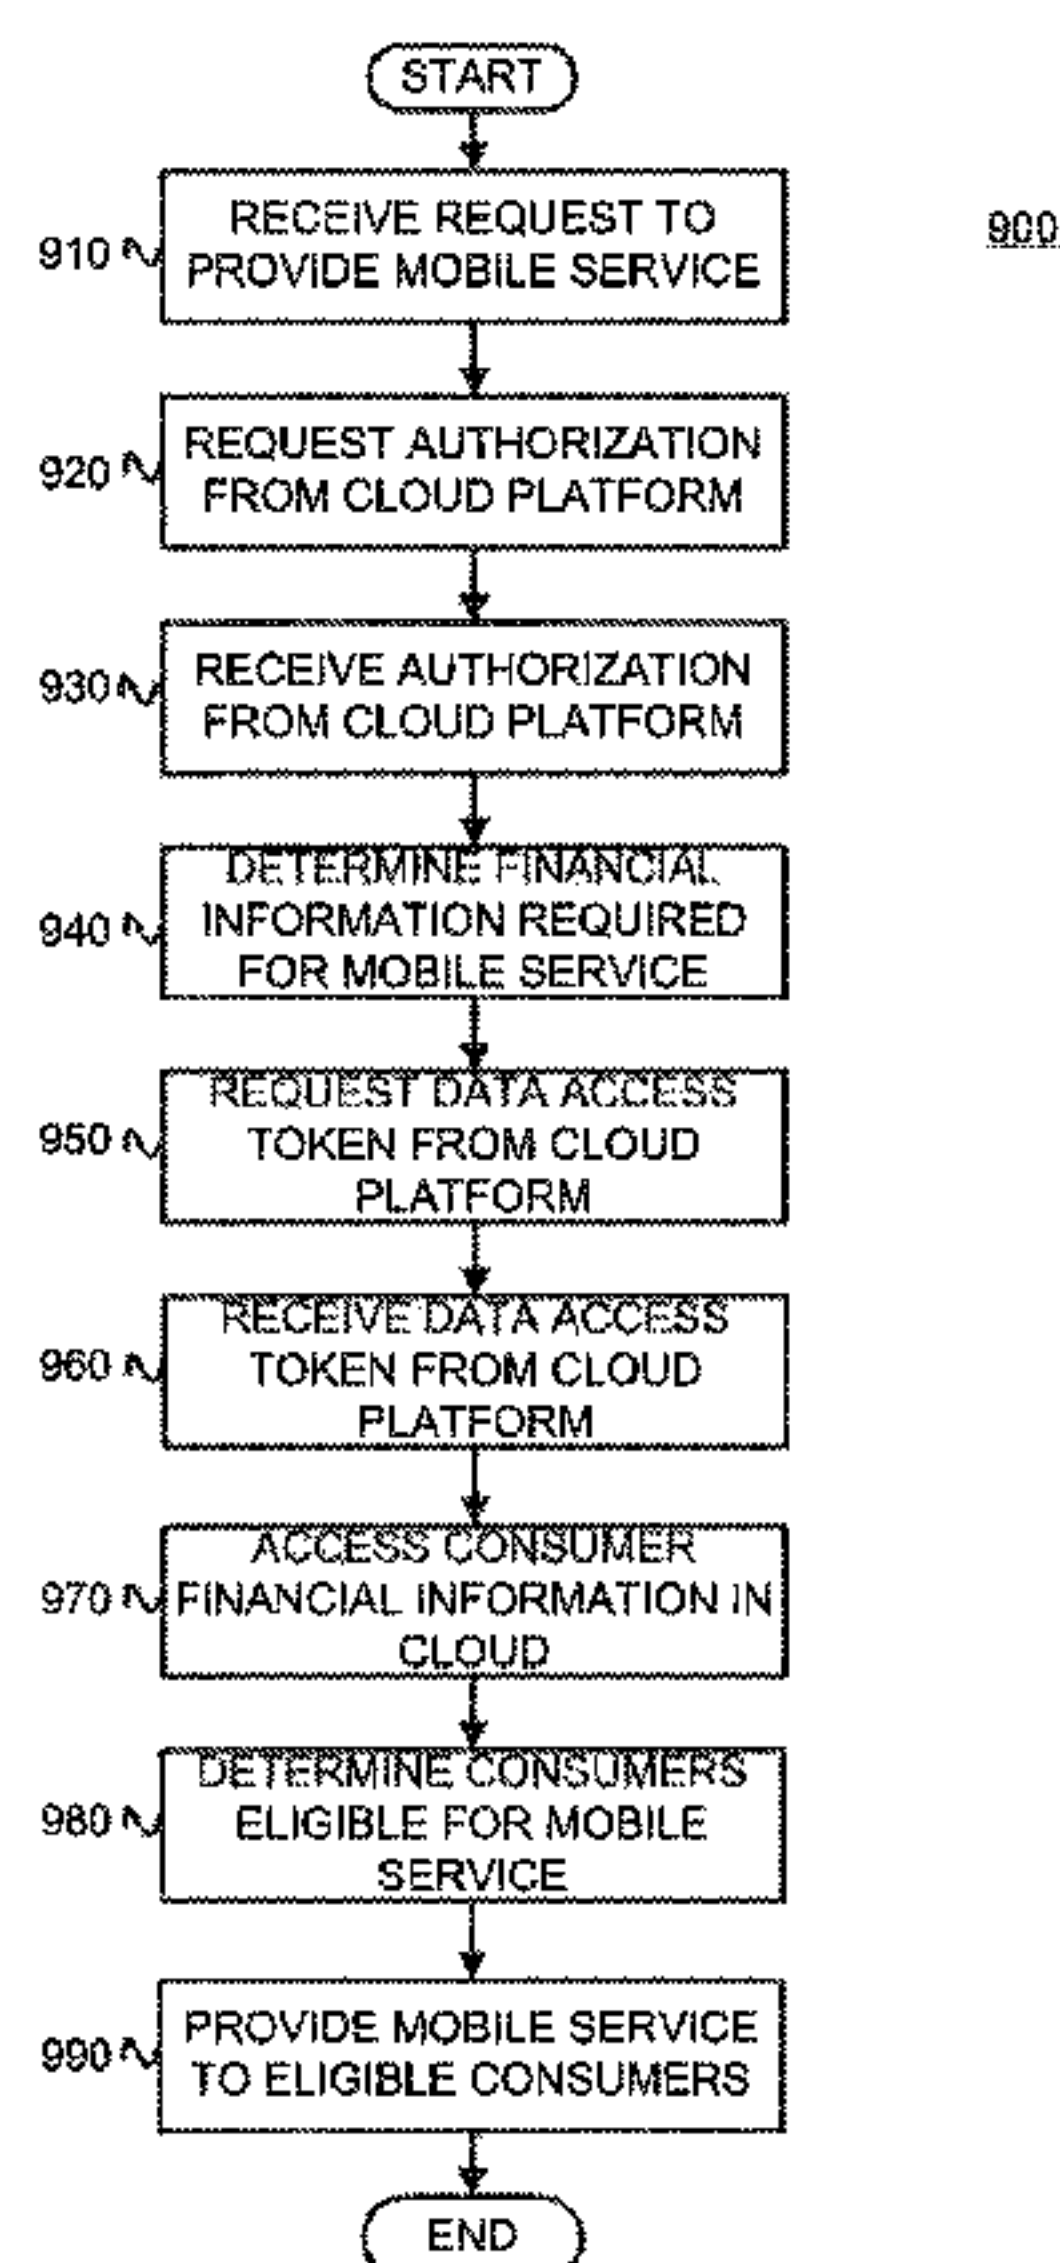 START
900
910
RECEIVE REQUEST TO
PROVIDE MOBILE SERVICE
920
REQUEST AUTHORIZATION
FROM CLOUD PLATFORM
930
RECEIVE AUTHORIZATION
FROM CLOUD PLATFORM
940
DETERMINE FINANCIAL
INFORMATION REQUIRED
FOR MOBILE SERVICE
950
REQUEST DATA ACCESS
TOKEN FROM CLOUD
PLATFORM
960
RECEIVE DATA ACCESS
TOKEN FROM CLOUD
PLATFORM
970
ACCESS CONSUMER
FINANCIAL INFORMATION IN
CLOUD
980
DETERMINE CONSUMERS
ELIGIBLE FOR MOBILE
SERVICE
990
PROVIDE MOBILE SERVICE
TO ELIGIBLE CONSUMERS
END